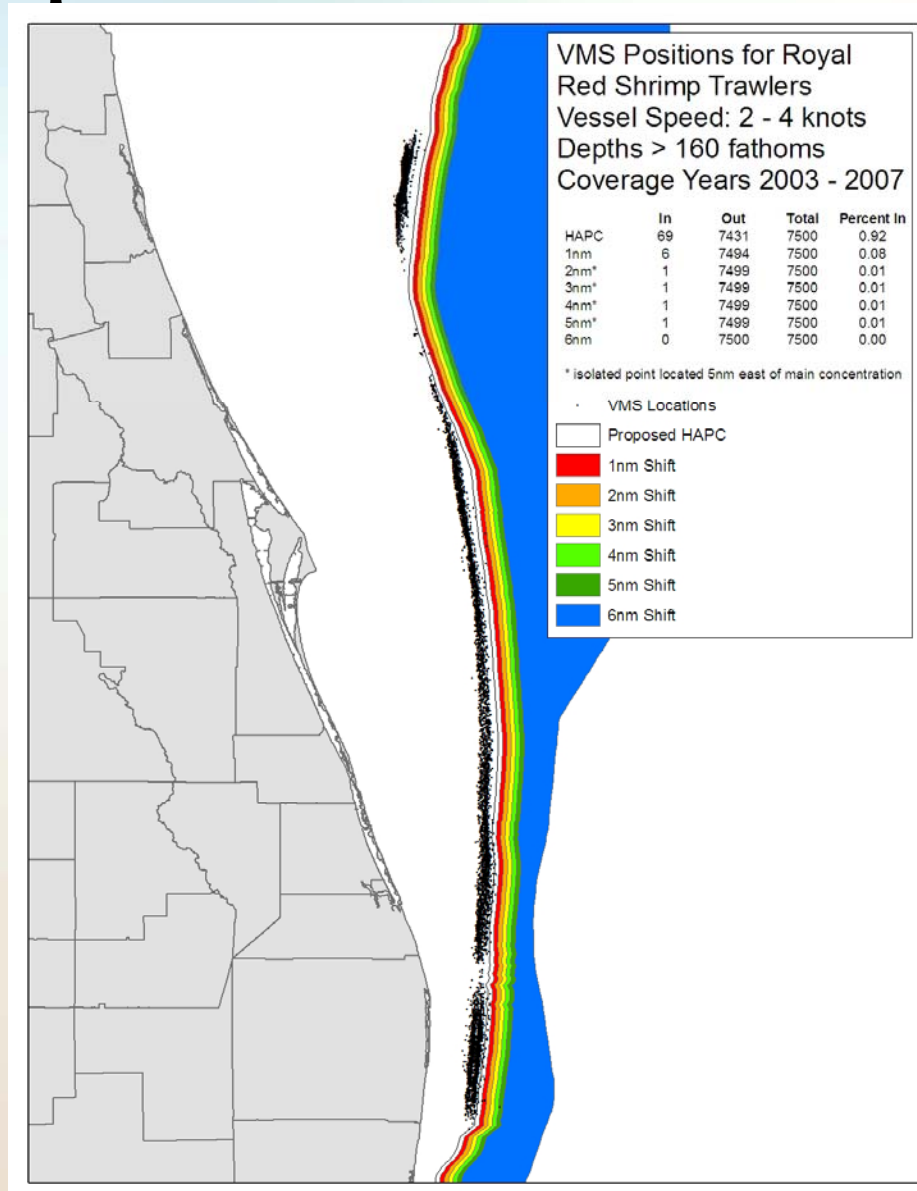 VMS Positions for Royal
Red Shrimp Trawlers
Vessel Speed: 2 - 4 knots
Depths > 160 fathoms
Coverage Years 2003 - 2007
In Out Total Percent In
HAPC 69 7431 7500 0.92
1nm 6 7494 7500 0.08
2nm* 1 7499 7500 0.01
3nm* 1 7499 7500 0.01
4nm* 1 7499 7500 0.01
5nm* 1 7499 7500 0.01
6nm 0 7500 7500 0.00
* isolated point located 5nm east of main concentration
VMS Locations
Proposed HAPC
1nm Shift
2nm Shift
3nm Shift
4nm Shift
5nm Shift
6nm Shift